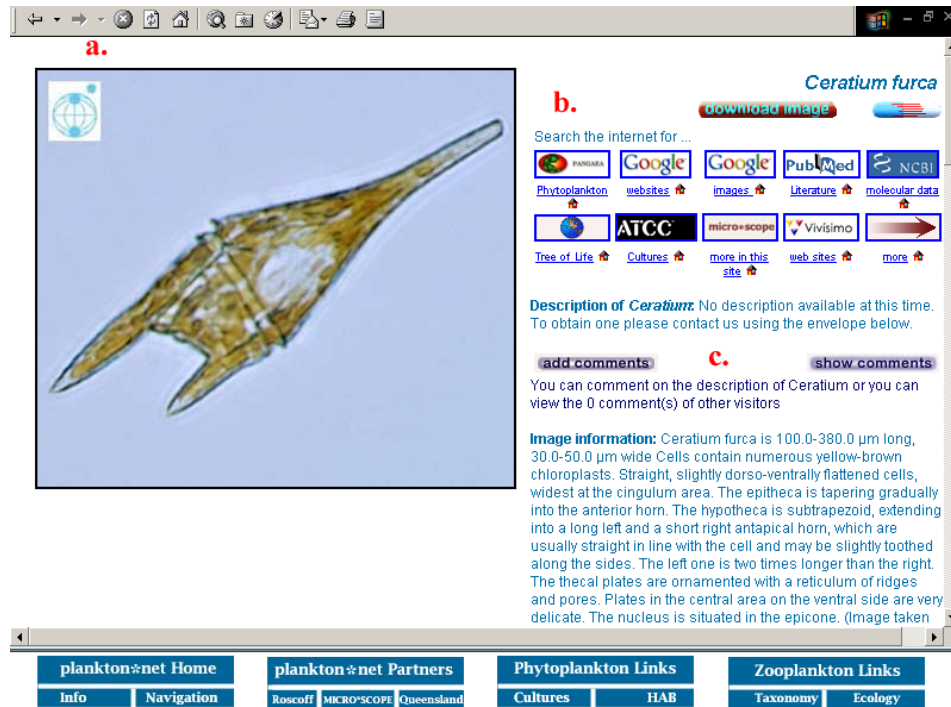 a.
Ceratium furca
b.
download image
Search the internet for ...
PANGAEA
Google
Google
PubMed
NCBI
Phytoplankton
websites
images
Literature
molecular data
ATCC
micro*scope
Vivísimo
Tree of Life
Cultures
more in this
site
web sites
more
Description of Ceratium: No description available at this time.
To obtain one please contact us using the envelope below.
add comments
c.
show comments
You can comment on the description of Ceratium or you can
view the 0 comment(s) of other visitors
Image information: Ceratium furca is 100.0-380.0 µm long,
30.0-50.0 µm wide Cells contain numerous yellow-brown
chloroplasts. Straight, slightly dorso-ventrally flattened cells,
widest at the cingulum area. The epitheca is tapering gradually
into the anterior horn. The hypotheca is subtrapezoid, extending
into a long left and a short right antapical horn, which are
usually straight in line with the cell and may be slightly toothed
along the sides. The left one is two times longer than the right.
The thecal plates are ornamented with a reticulum of ridges
and pores. Plates in the central area on the ventral side are very
delicate. The nucleus is situated in the epicone. (Image taken
plankton*net Home
plankton*net Partners
Phytoplankton Links
Zooplankton Links
Info
Navigation
Roscoff
MICRO*SCOPE
Queensland
Cultures
HAB
Taxonomy
Ecology